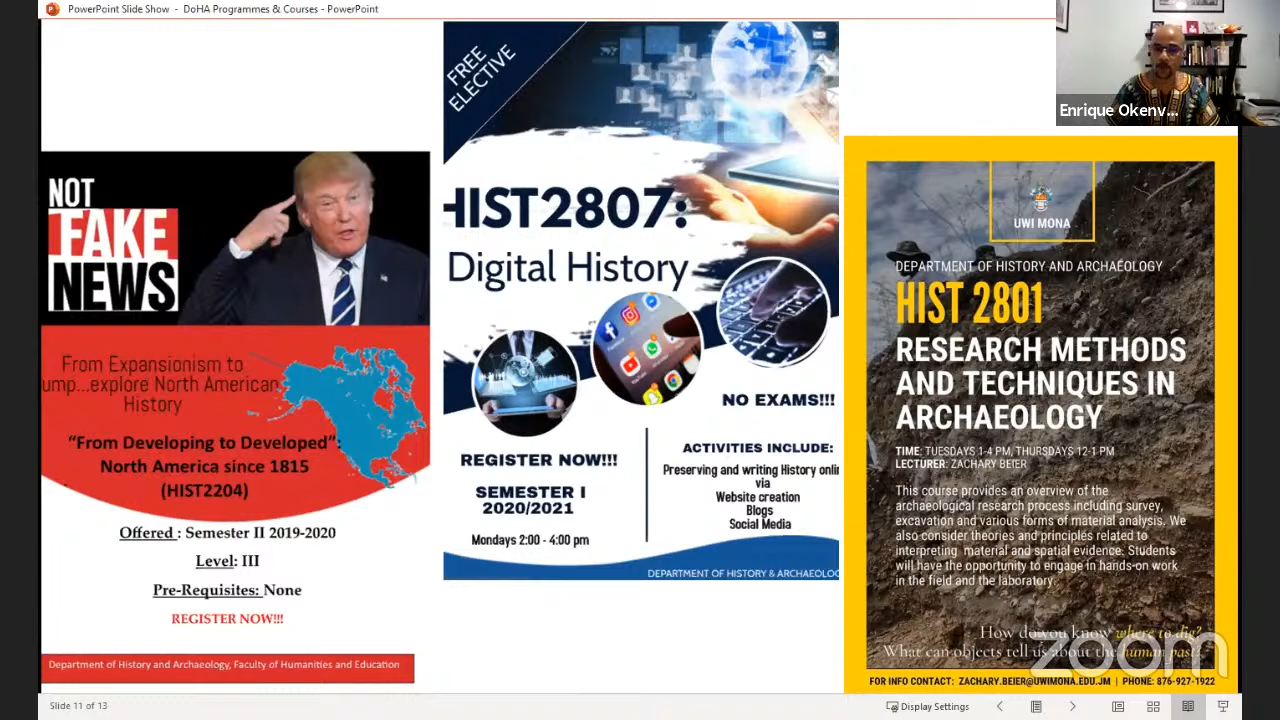 PowerPoint Slide Show - DoHA Programmes & Courses - PowerPoint
Enrique Okenv...
NOT
FAKE
NEWS
From Expansionism to
ump...explore North American
History
“From Developing to Developed”:
North America since 1815
(HIST2204)
Offered : Semester II 2019-2020
Level: III
Pre-Requisites: None
REGISTER NOW!!!
Department of History and Archaeology, Faculty of Humanities and Education
FREE
ELECTIVE
HIST2807:
Digital History
NO EXAMS!!!
REGISTER NOW!!!
SEMESTER I
2020/2021
Mondays 2:00 - 4:00 pm
ACTIVITIES INCLUDE:
Preserving and writing History onlin
via
Website creation
Blogs
Social Media
DEPARTMENT OF HISTORY & ARCHAEOLOG
UWI MONA
DEPARTMENT OF HISTORY AND ARCHAEOLOGY
HIST 2801
RESEARCH METHODS
AND TECHNIQUES IN
ARCHAEOLOGY
TIME: TUESDAYS 1-4 PM, THURSDAYS 12-1 PM
LECTURER: ZACHARY BEIER
This course provides an overview of the
archaeological research process including survey,
excavation and various forms of material analysis. We
also consider theories and principles related to
interpreting material and spatial evidence. Students
will have the opportunity to engage in hands-on work
in the field and the laboratory.
How do you know where to dig?
What can objects tell us about the human past?
zoom
FOR INFO CONTACT: ZACHARY.BEIER@UWIMONA.EDU.JM | PHONE: 876-927-1922
Slide 11 of 13
Display Settings